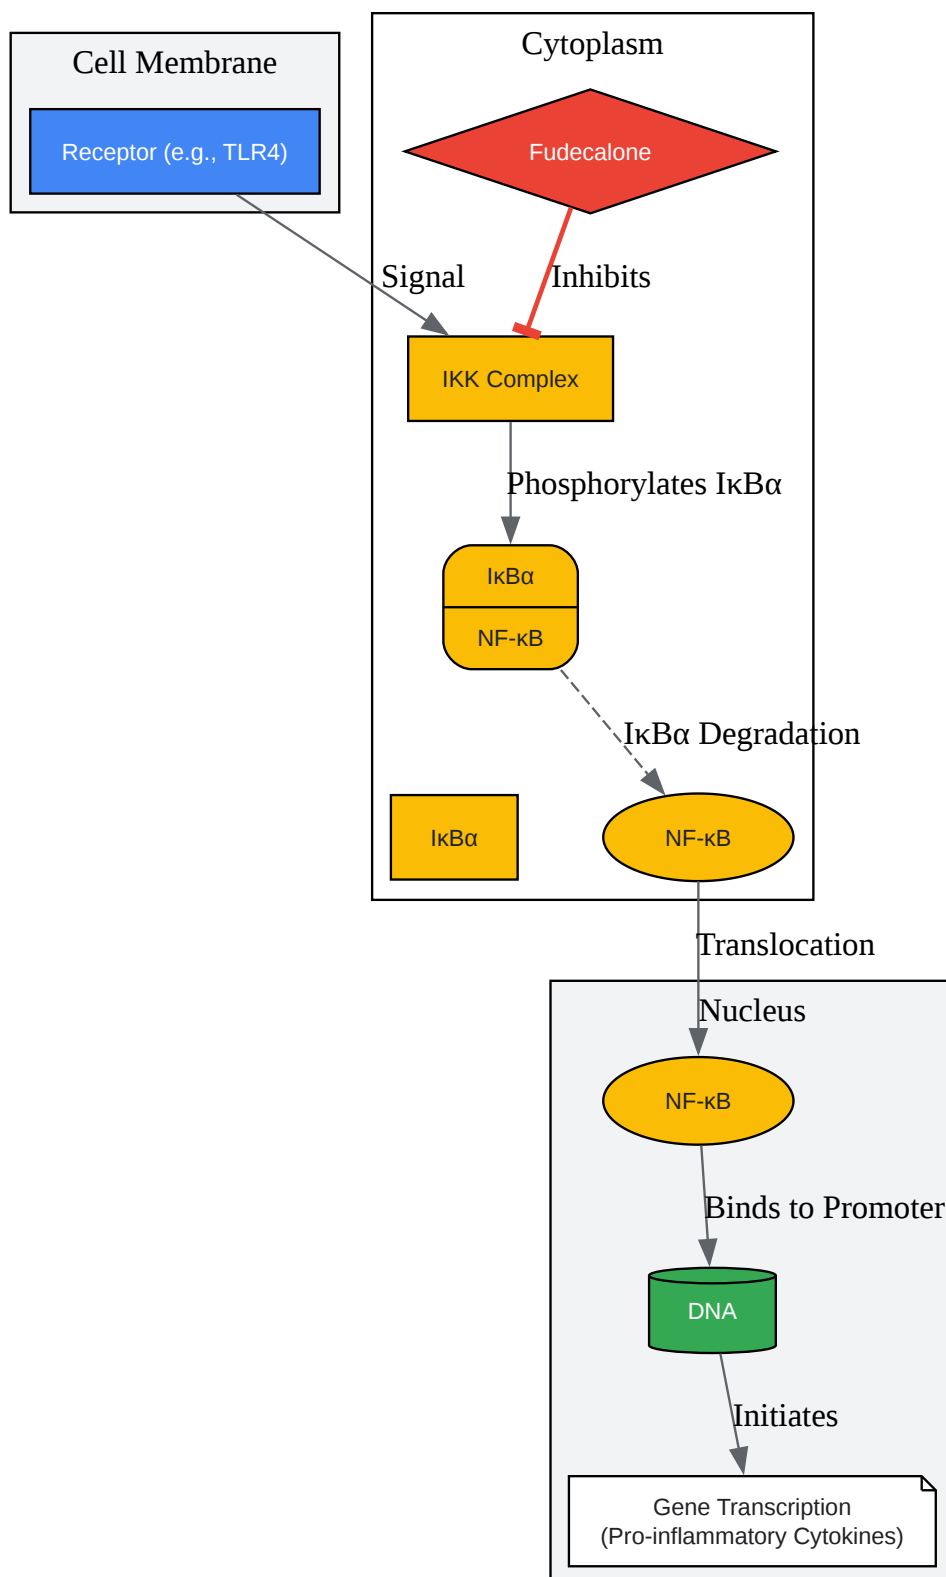 Cell Membrane
Receptor (e.g., TLR4)
Cytoplasm
Fudecalone
Signal
Inhibits
IKK Complex
Phosphorylates IκBα
IκBα
NF-κB
IκBα Degradation
IκBα
NF-κB
Translocation
Nucleus
NF-κB
Binds to Promoter
DNA
Initiates
Gene Transcription
(Pro-inflammatory Cytokines)